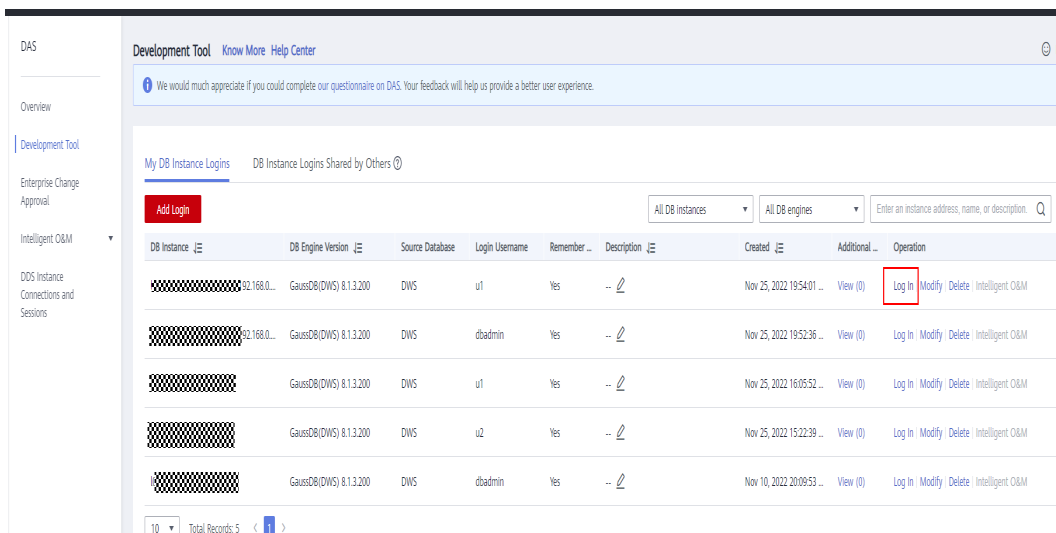 DAS
Development Tool Know More Help Center
We would much appreciate if you could complete our questionnaire on DAS. Your feedback will help us provide a better user experience.
Overview
Development Tool
Enterprise Change
Approval
Intelligent O&M
DDS Instance
Connections and
Sessions
My DB Instance Logins DB Instance Logins Shared by Others
Add Login All DB instances All DB engines Enter an instance address, name, or description.
DB Instance DB Engine Version Source Database Login Username Remember ... Description Created Additional ... Operation
92.168.0.... GaussDB(DWS) 8.1.3.200 DWS u1 Yes -- Nov 25, 2022 19:54:01 ... View (0) Log In Modify Delete Intelligent O&M
92.168.0.... GaussDB(DWS) 8.1.3.200 DWS dbadmin Yes -- Nov 25, 2022 19:52:36 ... View (0) Log In Modify Delete Intelligent O&M
GaussDB(DWS) 8.1.3.200 DWS u1 Yes -- Nov 25, 2022 16:05:52 ... View (0) Log In Modify Delete Intelligent O&M
GaussDB(DWS) 8.1.3.200 DWS u2 Yes -- Nov 25, 2022 15:22:39 ... View (0) Log In Modify Delete Intelligent O&M
GaussDB(DWS) 8.1.3.200 DWS dbadmin Yes -- Nov 10, 2022 20:09:53 ... View (0) Log In Modify Delete Intelligent O&M
10 Total Records: 5 < 1 >